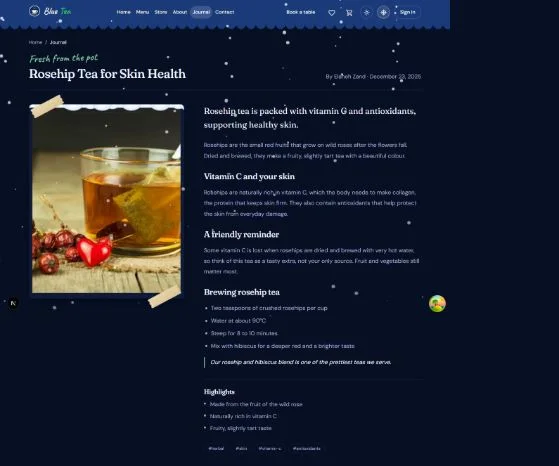 Blue Tea
Home Menu Store About Journal Contact
Book a table
Sign in
Home / Journal
Fresh from the pot
Rosehip Tea for Skin Health
By Elaheh Zand · December 23, 2025
Rosehip tea is packed with vitamin C and antioxidants,
supporting healthy skin.
Rosehips are the small red fruits that grow on wild roses after the flowers fall.
Dried and brewed, they make a fruity, slightly tart tea with a beautiful colour.
Vitamin C and your skin
Rosehips are naturally rich in vitamin C, which the body needs to make collagen,
the protein that keeps skin firm. They also contain antioxidants that help protect
the skin from everyday damage.
A friendly reminder
Some vitamin C is lost when rosehips are dried and brewed with very hot water,
so think of this tea as a tasty extra, not your only source. Fruit and vegetables still
matter most.
Brewing rosehip tea
Two teaspoons of crushed rosehips per cup
Water at about 90°C
Steep for 8 to 10 minutes
Mix with hibiscus for a deeper red and a brighter taste
Our rosehip and hibiscus blend is one of the prettiest teas we serve.
Highlights
Made from the fruit of the wild rose
Naturally rich in vitamin C
Fruity, slightly tart taste
#herbal #skin #vitamin-c #antioxidants